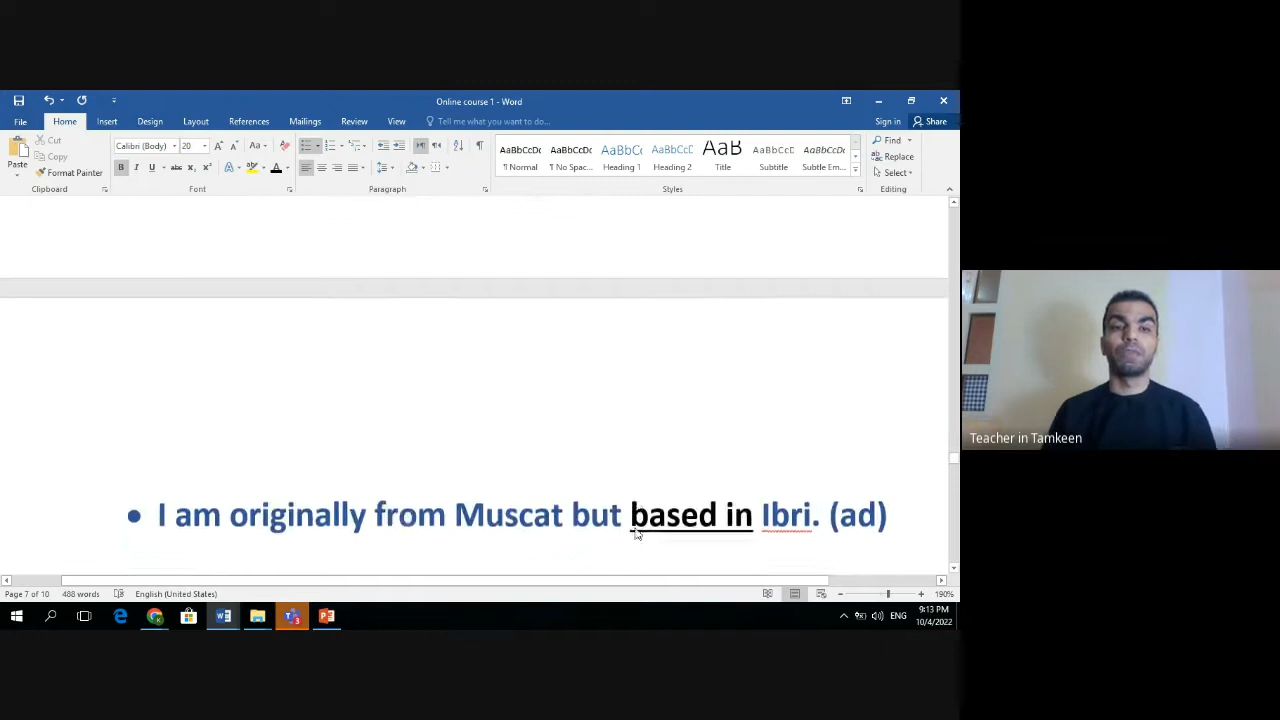 Online course 1 - Word
File
Home
Insert
Design
Layout
References
Mailings
Review
View
Tell me what you want to do...
Sign in
Share
Paste
Cut
Copy
Format Painter
Clipboard
Calibri (Body)
20
Font
Paragraph
AaBbCcDc
¶ Normal
AaBbCcDc
¶ No Spac...
AaBbCc
Heading 1
AaBbCcD
Heading 2
AaB
Title
AaBbCcD
Subtitle
AaBbCcDc
Subtle Em...
Styles
Find
Replace
Select
Editing
• I am originally from Muscat but based in Ibri. (ad)
Page 7 of 10
488 words
English (United States)
190%
ENG
9:13 PM
10/4/2022
Teacher in Tamkeen